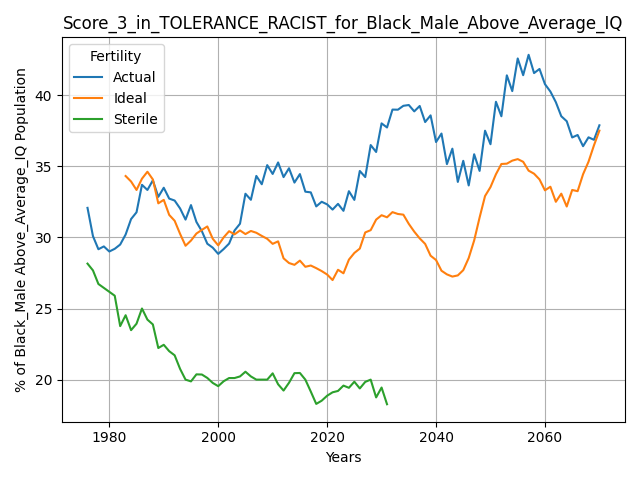 Score_3_in_TOLERANCE_RACIST_for_Black_Male_Above_Average_IQ
Fertility
Actual
Ideal
Sterile
% of Black_Male Above_Average_IQ Population
40
35
30
25
20
1980
2000
2020
2040
2060
Years